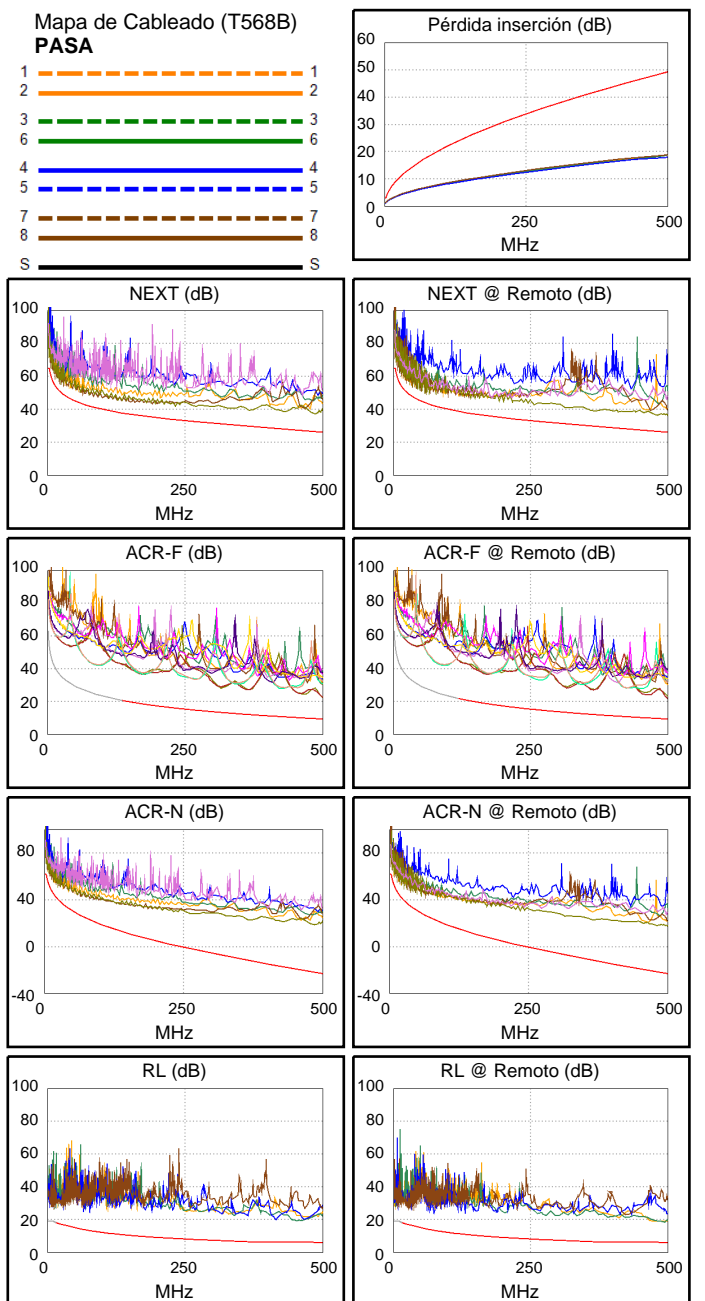 Mapa de Cableado (T568B)
PASA
1 1
2 2
3 3
6 6
4 4
5 5
7 7
8 8
S S
Pérdida inserción (dB)
60
50
40
30
20
10
0
250 500
MHz
NEXT (dB)
100
80
60
40
20
0
0 250 500
MHz
NEXT @ Remoto (dB)
100
80
60
40
20
0
0 250 500
MHz
ACR-F (dB)
100
80
60
40
20
0
0 250 500
MHz
ACR-F @ Remoto (dB)
100
80
60
40
20
0
0 250 500
MHz
ACR-N (dB)
80
40
0
-40
0 250 500
MHz
ACR-N @ Remoto (dB)
80
40
0
-40
0 250 500
MHz
RL (dB)
100
80
60
40
20
0
0 250 500
MHz
RL @ Remoto (dB)
100
80
60
40
20
0
0 250 500
MHz